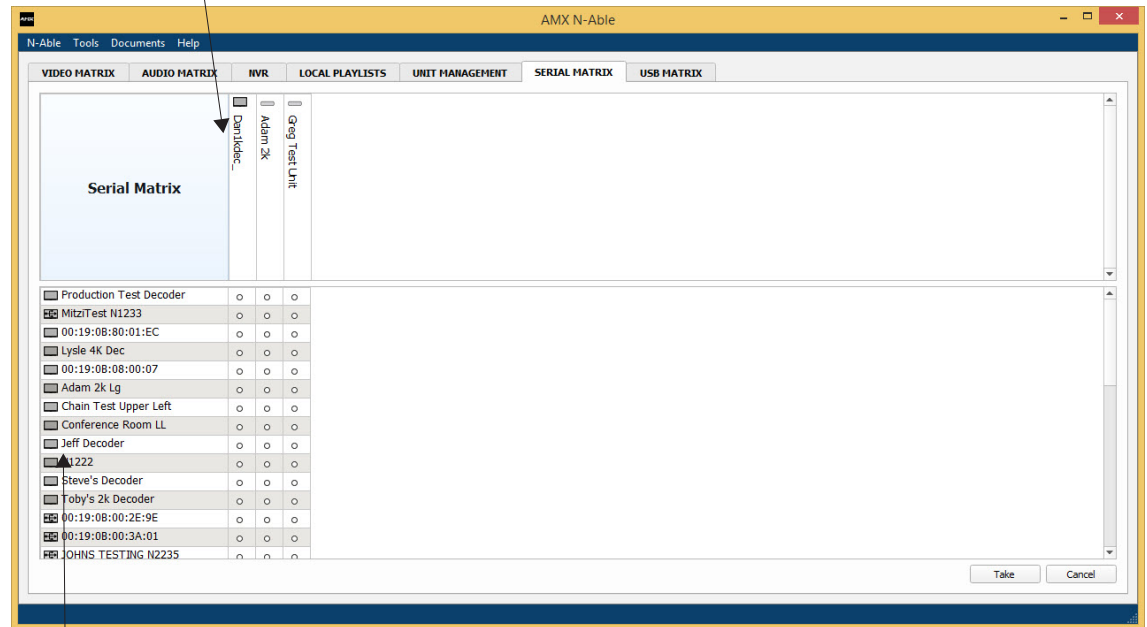 AMX
AMX N-Able
N-Able Tools Documents Help
VIDEO MATRIX AUDIO MATRIX NVR LOCAL PLAYLISTS UNIT MANAGEMENT SERIAL MATRIX USB MATRIX
Serial Matrix
Dan1kdec_
Adam 2k
Greg Test Unit
Production Test Decoder
MitziTest N1233
00:19:0B:80:01:EC
Lysle 4K Dec
00:19:0B:08:00:07
Adam 2k Lg
Chain Test Upper Left
Conference Room LL
Jeff Decoder
N1222
Steve's Decoder
Toby's 2k Decoder
00:19:0B:00:2E:9E
00:19:0B:00:3A:01
JOHNS TESTING N2235
Take Cancel